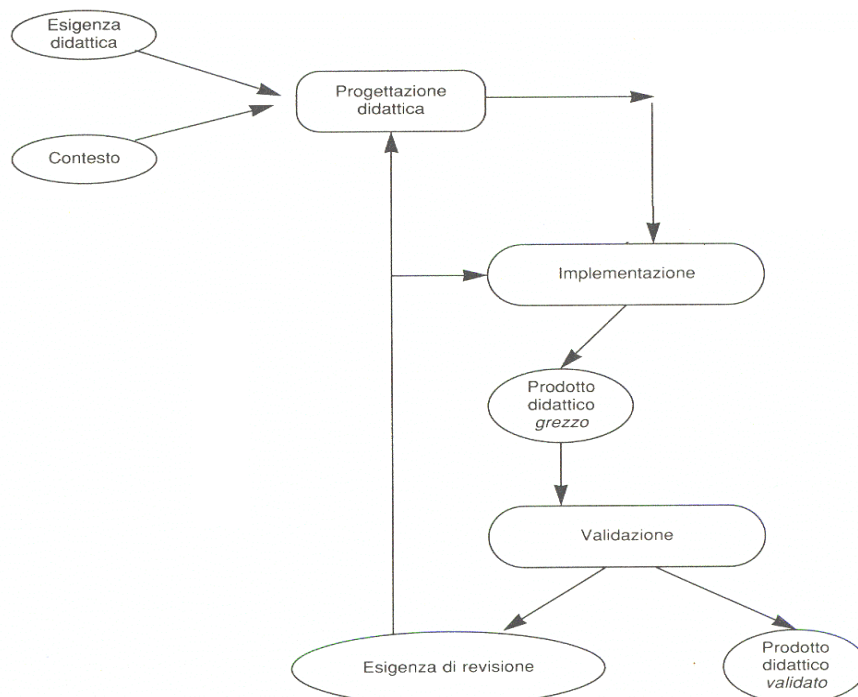 Esigenza
didattica
Progettazione
didattica
Contesto
Implementazione
Prodotto
didattico
grezzo
Validazione
Esigenza di revisione
Prodotto
didattico
validato